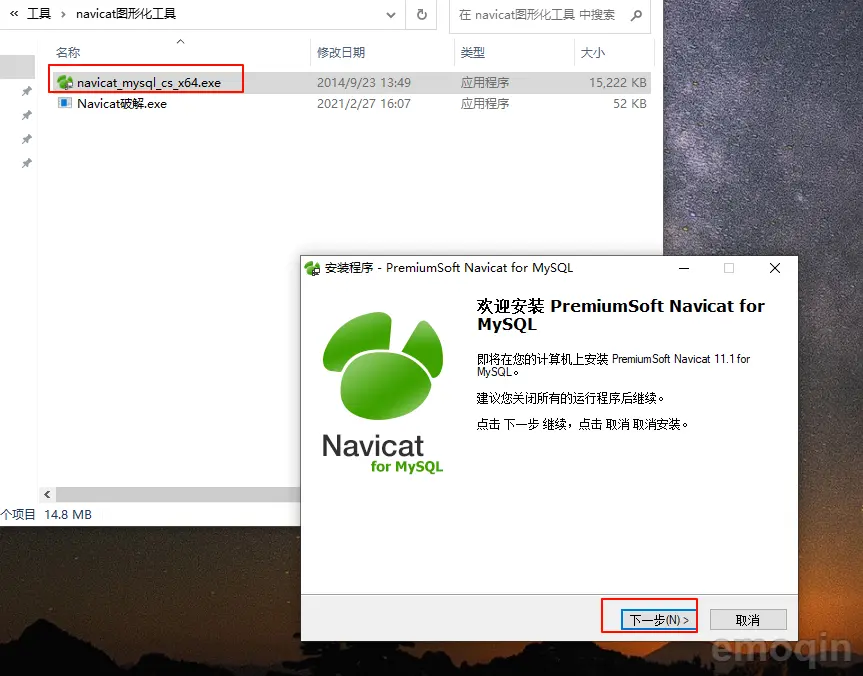 « 工具 › navicat图形化工具
在 navicat图形化工具 中搜索
名称 修改日期 类型 大小
navicat_mysql_cs_x64.exe 2014/9/23 13:49 应用程序 15,222 KB
Navicat破解.exe 2021/2/27 16:07 应用程序 52 KB
安装程序 - PremiumSoft Navicat for MySQL
欢迎安装 PremiumSoft Navicat for
MySQL
即将在您的计算机上安装 PremiumSoft Navicat 11.1 for
MySQL。
建议您关闭所有的运行程序后继续。
点击 下一步 继续，点击 取消 取消安装。
Navicat
for MySQL
个项目 14.8 MB
下一步(N) >
取消
emoqin